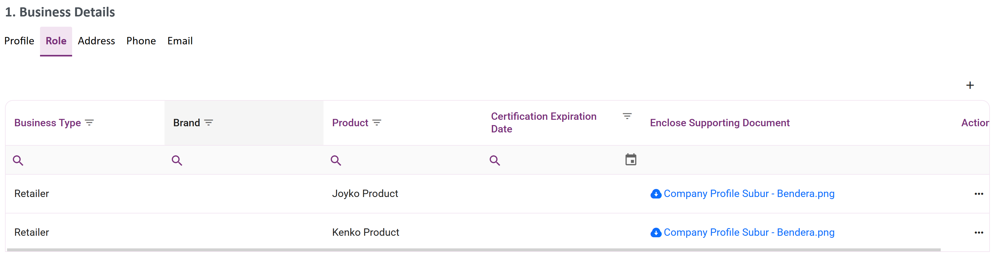 1. Business Details
Profile Role Address Phone Email
Business Type Brand Product Certification Expiration Date Enclose Supporting Document Action
Retailer Joyko Product Company Profile Subur - Bendera.png
Retailer Kenko Product Company Profile Subur - Bendera.png